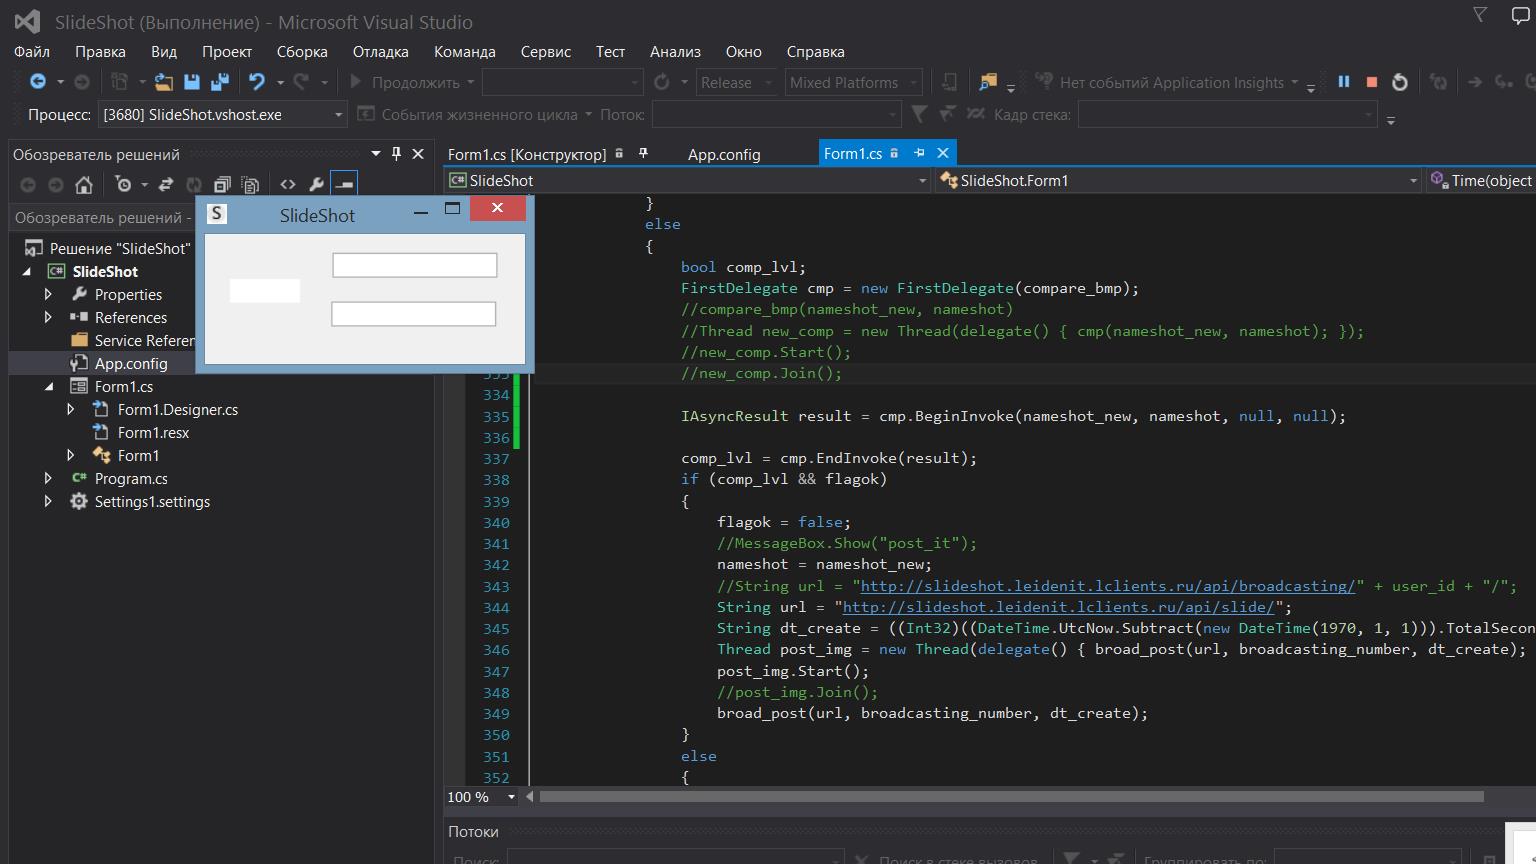 SlideShot (Выполнение) - Microsoft Visual Studio
Файл Правка Вид Проект Сборка Отладка Команда Сервис Тест Анализ Окно Справка
Продолжить Release Mixed Platforms Нет событий Application Insights
Процесс: [3680] SlideShot.vshost.exe События жизненного цикла Поток: Кадр стека:
Обозреватель решений
Обозреватель решений -
Решение "SlideShot"
C# SlideShot
Properties
References
Service Referen
App.config
Form1.cs
Form1.Designer.cs
Form1.resx
Form1
C# Program.cs
Settings1.settings
S SlideShot
Form1.cs [Конструктор] App.config Form1.cs
C# SlideShot SlideShot.Form1 Time(object
}
else
{
bool comp_lvl;
FirstDelegate cmp = new FirstDelegate(compare_bmp);
//compare_bmp(nameshot_new, nameshot)
//Thread new_comp = new Thread(delegate() { cmp(nameshot_new, nameshot); });
//new_comp.Start();
333 //new_comp.Join();
334
335 IAsyncResult result = cmp.BeginInvoke(nameshot_new, nameshot, null, null);
336
337 comp_lvl = cmp.EndInvoke(result);
338 if (comp_lvl && flagok)
339 {
340 flagok = false;
341 //MessageBox.Show("post_it");
342 nameshot = nameshot_new;
343 //String url = "http://slideshot.leidenit.lclients.ru/api/broadcasting/" + user_id + "/";
344 String url = "http://slideshot.leidenit.lclients.ru/api/slide/";
345 String dt_create = ((Int32)((DateTime.UtcNow.Subtract(new DateTime(1970, 1, 1))).TotalSecon
346 Thread post_img = new Thread(delegate() { broad_post(url, broadcasting_number, dt_create);
347 post_img.Start();
348 //post_img.Join();
349 broad_post(url, broadcasting_number, dt_create);
350 }
351 else
352 {
100 %
Потоки
Поиск: Поиск в стеке вызовов Группировать по: